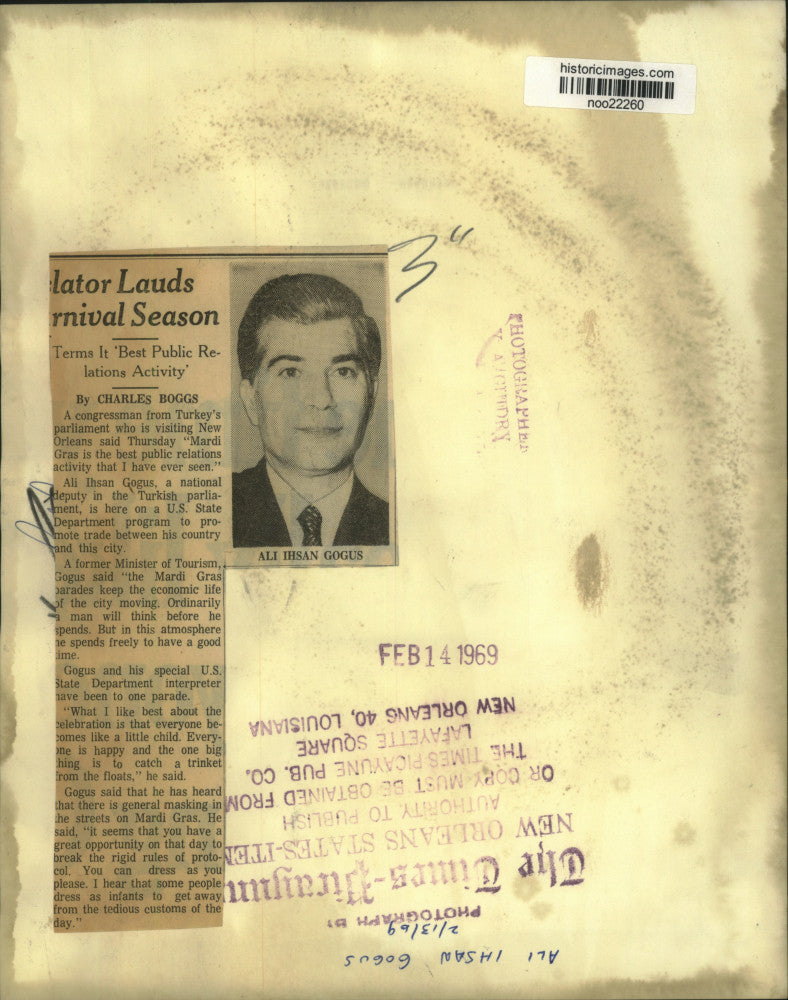 historicimages.com
noo22260
3"
lator Lauds
rnival Season
Terms It 'Best Public Re-
lations Activity'
By CHARLES BOGGS
A congressman from Turkey's
parliament who is visiting New
Orleans said Thursday "Mardi
Gras is the best public relations
activity that I have ever seen."
Ali Ihsan Gogus, a national
deputy in the Turkish parlia-
ment, is here on a U.S. State
Department program to pro-
mote trade between his country
and this city.
A former Minister of Tourism,
Gogus said "the Mardi Gras
parades keep the economic life
of the city moving. Ordinarily
a man will think before he
spends. But in this atmosphere
he spends freely to have a good
time.
Gogus and his special U.S.
State Department interpreter
have been to one parade.
"What I like best about the
celebration is that everyone be-
comes like a little child. Every-
one is happy and the one big
thing is to catch a trinket
from the floats," he said.
Gogus said that he has heard
that there is general masking in
the streets on Mardi Gras. He
said, "it seems that you have a
great opportunity on that day to
break the rigid rules of proto-
col. You can dress as you
please. I hear that some people
dress as infants to get away
from the tedious customs of the
day."
ALI IHSAN GOGUS
PHOTOGRAPHED
FEB 14 1969
ALI IHSAN GOGUS
2/13/69
PHOTOGRAPH BY
The Times-Picayune
NEW ORLEANS STATES-ITEM
AUTHORITY TO PUBLISH
OR COPY MUST BE OBTAINED FROM
THE TIMES PICAYUNE PUB. CO.
LAFAYETTE SQUARE
NEW ORLEANS 40, LOUISIANA